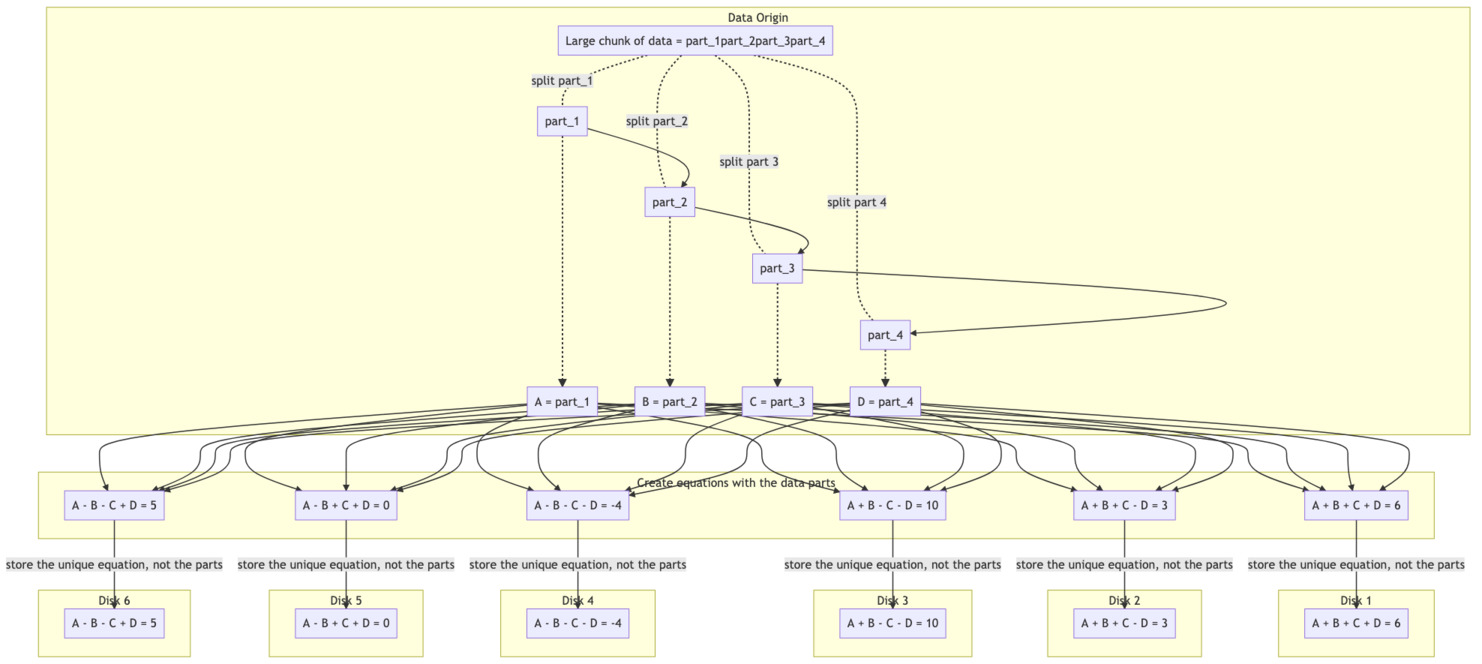 Data Origin
Large chunk of data = part_1part_2part_3part_4
split part_1
part_1
split part_2
split part 3
part_2
split part 4
part_3
part_4
A = part_1
B = part_2
C = part_3
D = part_4
Create equations with the data parts
A - B - C + D = 5
A - B + C + D = 0
A - B - C - D = -4
A + B - C - D = 10
A + B + C - D = 3
A + B + C + D = 6
store the unique equation, not the parts
store the unique equation, not the parts
store the unique equation, not the parts
store the unique equation, not the parts
store the unique equation, not the parts
store the unique equation, not the parts
Disk 6
Disk 5
Disk 4
Disk 3
Disk 2
Disk 1
A - B - C + D = 5
A - B + C + D = 0
A - B - C - D = -4
A + B - C - D = 10
A + B + C - D = 3
A + B + C + D = 6